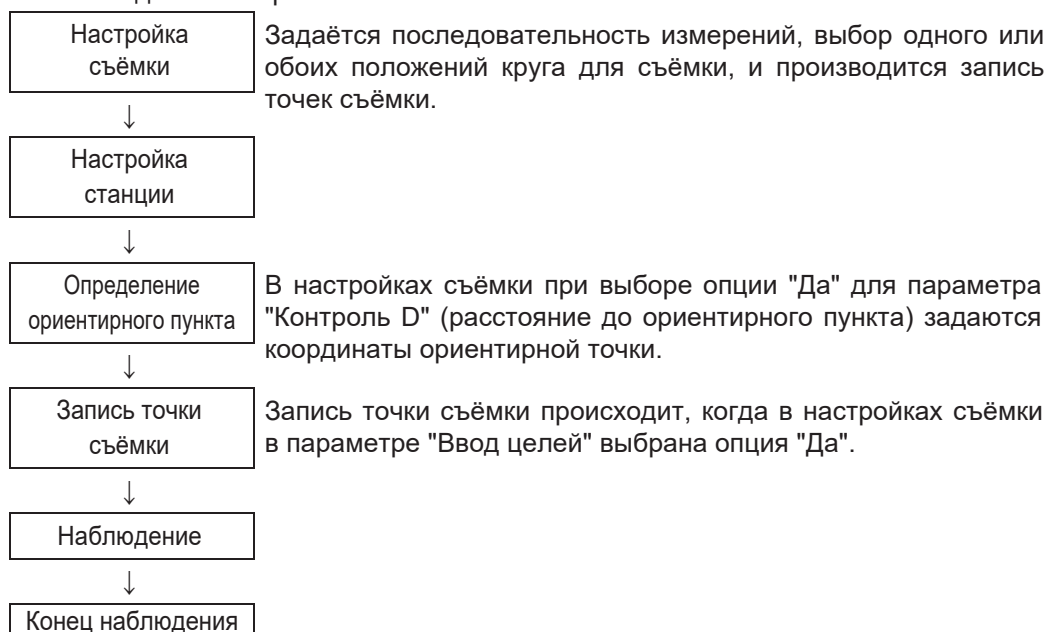 Настройка
съёмки
Задаётся последовательность измерений, выбор одного или
обоих положений круга для съёмки, и производится запись
точек съёмки.
↓
Настройка
станции
↓
Определение
ориентирного пункта
В настройках съёмки при выборе опции "Да" для параметра
"Контроль D" (расстояние до ориентирного пункта) задаются
координаты ориентирной точки.
↓
Запись точки
съёмки
Запись точки съёмки происходит, когда в настройках съёмки
в параметре "Ввод целей" выбрана опция "Да".
↓
Наблюдение
↓
Конец наблюдения